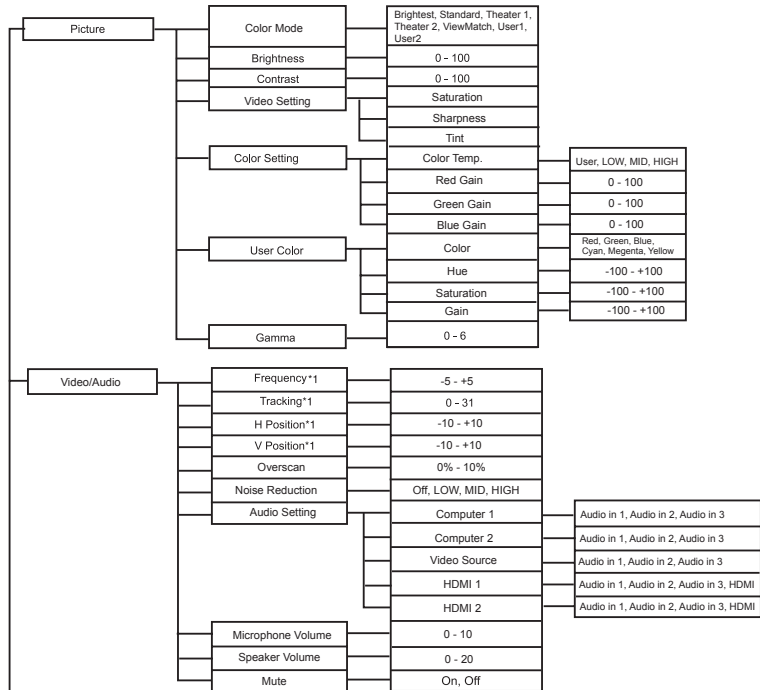 Picture
Color Mode
Brightest, Standard, Theater 1,
Theater 2, ViewMatch, User1,
User2
Brightness
0 - 100
Contrast
0 - 100
Video Setting
Saturation
Sharpness
Tint
Color Setting
Color Temp.
User, LOW, MID, HIGH
Red Gain
0 - 100
Green Gain
0 - 100
Blue Gain
0 - 100
User Color
Color
Red, Green, Blue,
Cyan, Megenta, Yellow
Hue
-100 - +100
Saturation
-100 - +100
Gain
-100 - +100
Gamma
0 - 6
Video/Audio
Frequency*1
-5 - +5
Tracking*1
0 - 31
H Position*1
-10 - +10
V Position*1
-10 - +10
Overscan
0% - 10%
Noise Reduction
Off, LOW, MID, HIGH
Audio Setting
Computer 1
Audio in 1, Audio in 2, Audio in 3
Computer 2
Audio in 1, Audio in 2, Audio in 3
Video Source
Audio in 1, Audio in 2, Audio in 3
HDMI 1
Audio in 1, Audio in 2, Audio in 3, HDMI
HDMI 2
Audio in 1, Audio in 2, Audio in 3, HDMI
Microphone Volume
0 - 10
Speaker Volume
0 - 20
Mute
On, Off